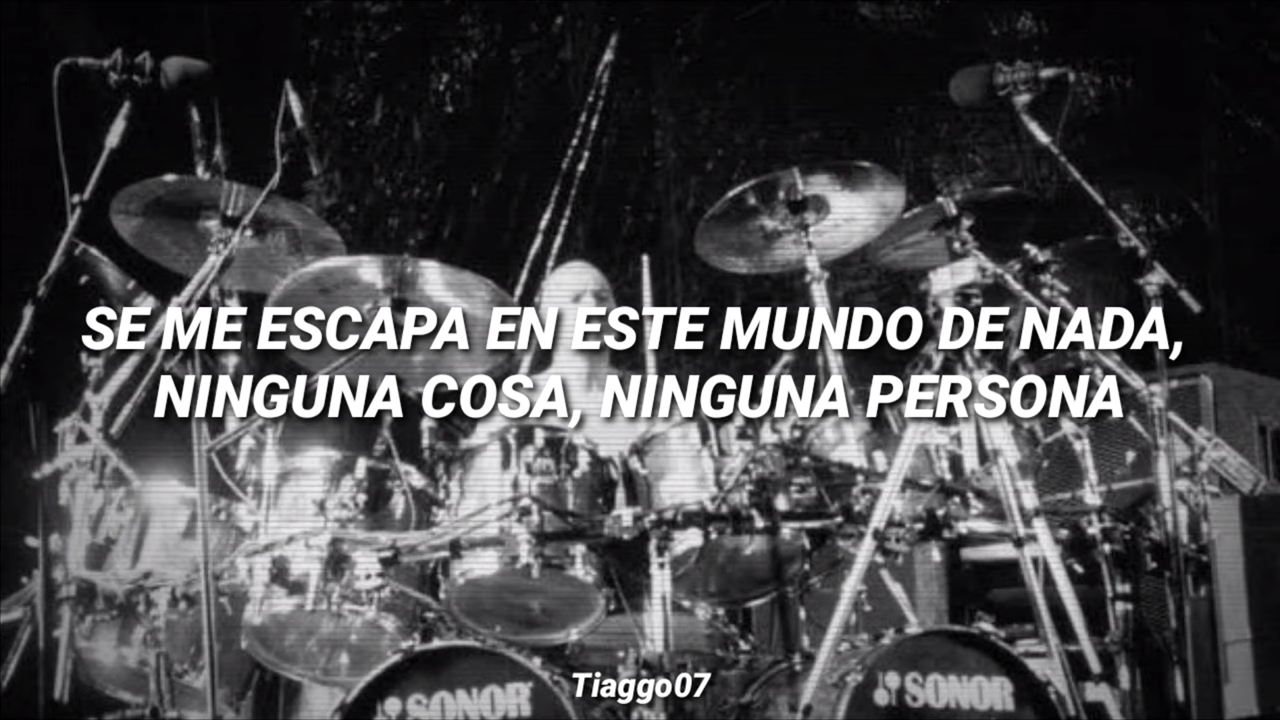 SE ME ESCAPA EN ESTE MUNDO DE NADA,
NINGUNA COSA, NINGUNA PERSONA
SONOR
SONOR
Tiaggo07